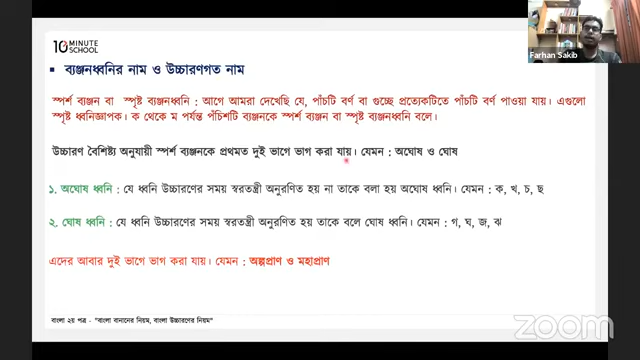 10 MINUTE SCHOOL
Farhan Sakib
▪ ব্যঞ্জনধ্বনির নাম ও উচ্চারণগত নাম
স্পর্শ ব্যঞ্জন বা স্পৃষ্ট ব্যঞ্জনধ্বনি : আগে আমরা দেখেছি যে, পাঁচটি বর্ণ বা গুচ্ছে প্রত্যেকটিতে পাঁচটি বর্ণ পাওয়া যায়। এগুলো
স্পৃষ্ট ধ্বনিজ্ঞাপক। ক থেকে ম পর্যন্ত পঁচিশটি ব্যঞ্জনকে স্পর্শ ব্যঞ্জন বা স্পৃষ্ট ব্যঞ্জনধ্বনি বলে।
উচ্চারণ বৈশিষ্ট্য অনুযায়ী স্পর্শ ব্যঞ্জনকে প্রথমত দুই ভাগে ভাগ করা যায়। যেমন : অঘোষ ও ঘোষ
১. অঘোষ ধ্বনি : যে ধ্বনি উচ্চারণের সময় স্বরতন্ত্রী অনুরণিত হয় না তাকে বলা হয় অঘোষ ধ্বনি। যেমন : ক, খ, চ, ছ
২. ঘোষ ধ্বনি : যে ধ্বনি উচ্চারণের সময় স্বরতন্ত্রী অনুরণিত হয় তাকে বলে ঘোষ ধ্বনি। যেমন : গ, ঘ, জ, ঝ
এদের আবার দুই ভাগে ভাগ করা যায়। যেমন : অল্পপ্রাণ ও মহাপ্রাণ
বাংলা ২য় পত্র - "বাংলা বানানের নিয়ম, বাংলা উচ্চারণের নিয়ম"
zoom